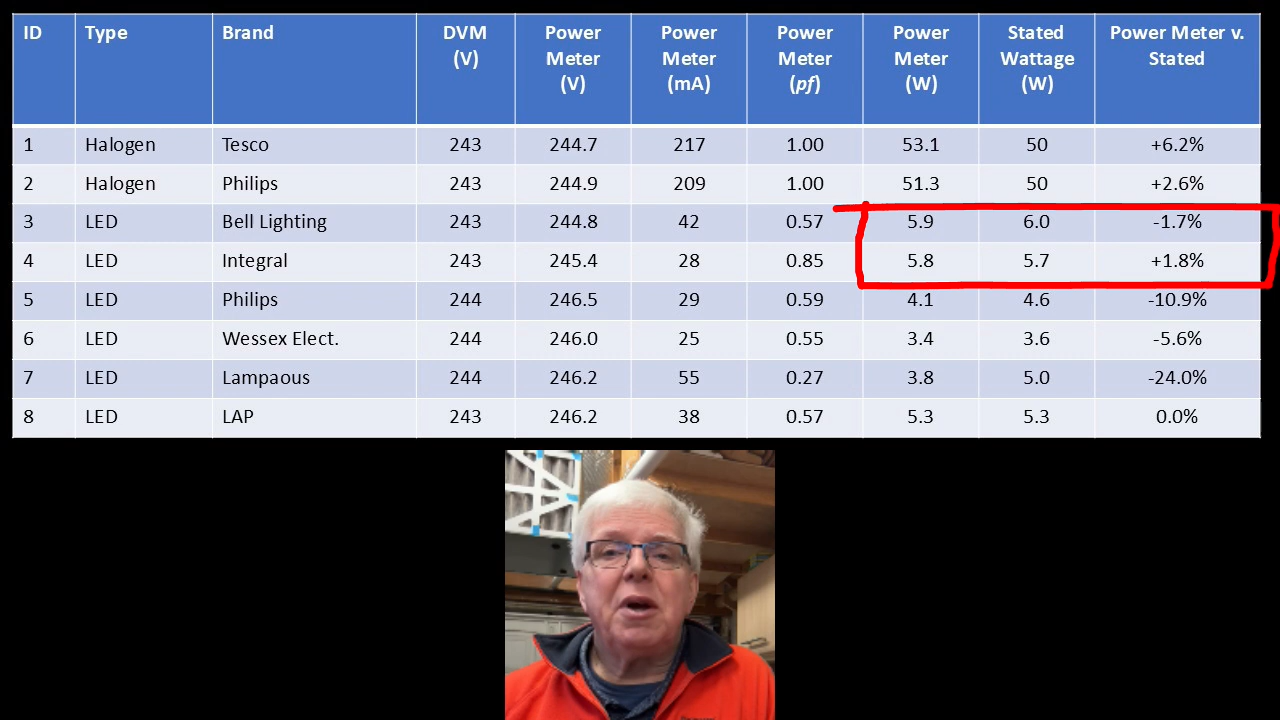 ID Type Brand DVM (V) Power Meter (V) Power Meter (mA) Power Meter (pf) Power Meter (W) Stated Wattage (W) Power Meter v. Stated
1 Halogen Tesco 243 244.7 217 1.00 53.1 50 +6.2%
2 Halogen Philips 243 244.9 209 1.00 51.3 50 +2.6%
3 LED Bell Lighting 243 244.8 42 0.57 5.9 6.0 -1.7%
4 LED Integral 243 245.4 28 0.85 5.8 5.7 +1.8%
5 LED Philips 244 246.5 29 0.59 4.1 4.6 -10.9%
6 LED Wessex Elect. 244 246.0 25 0.55 3.4 3.6 -5.6%
7 LED Lampaous 244 246.2 55 0.27 3.8 5.0 -24.0%
8 LED LAP 243 246.2 38 0.57 5.3 5.3 0.0%